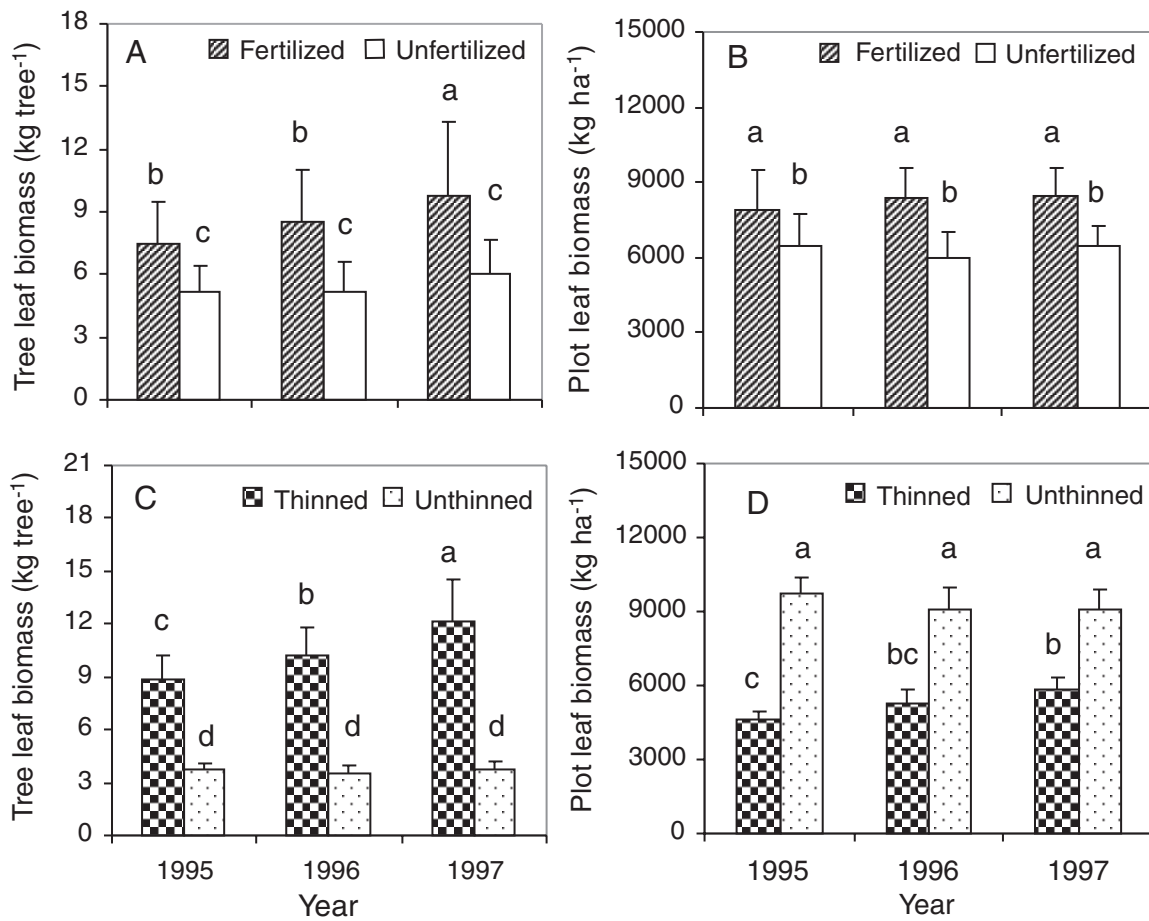 A
Fertilized Unfertilized
Tree leaf biomass (kg tree⁻¹)
18
15
12
9
6
3
0
b c b c a c
B
Fertilized Unfertilized
Plot leaf biomass (kg ha⁻¹)
15000
12000
9000
6000
3000
0
a b a b a b
C
Thinned Unthinned
Tree leaf biomass (kg tree⁻¹)
21
18
15
12
9
6
3
0
c d b d a d
1995 1996 1997
Year
D
Thinned Unthinned
Plot leaf biomass (kg ha⁻¹)
15000
12000
9000
6000
3000
0
c a bc a b a
1995 1996 1997
Year